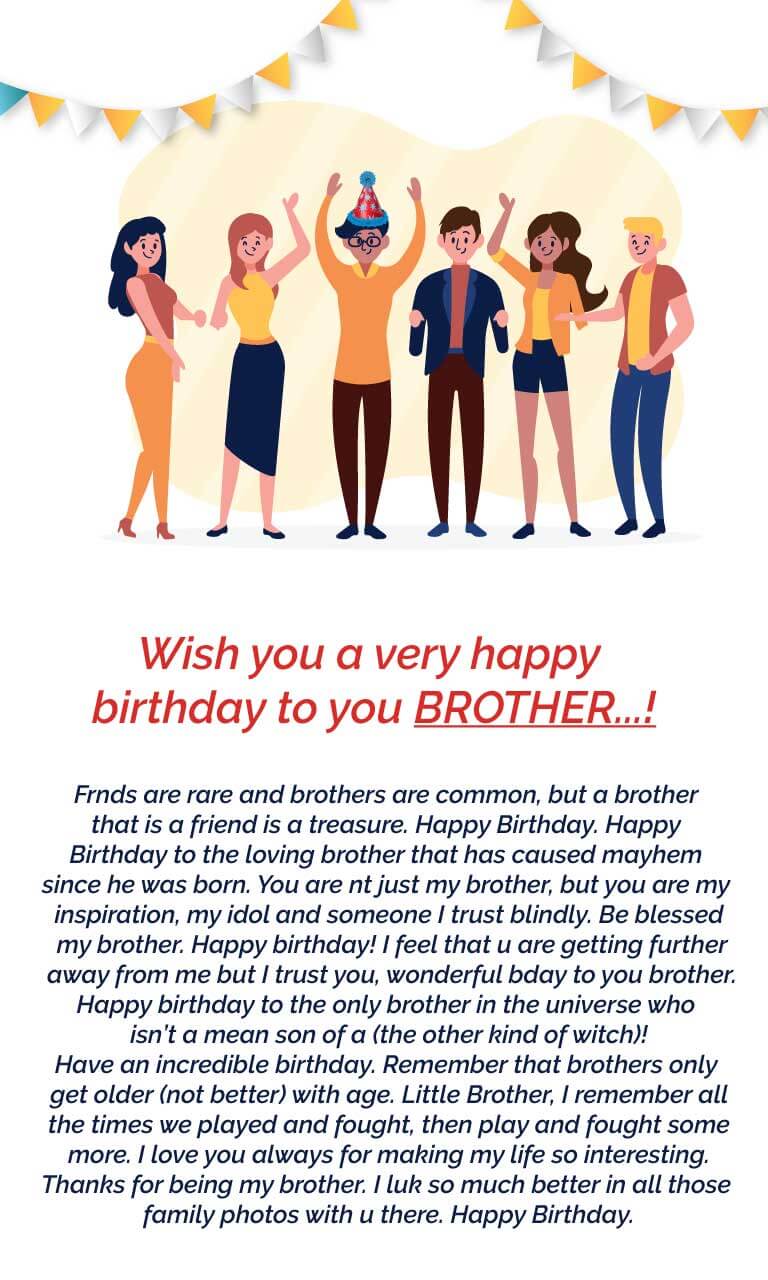 Wish you a very happy
birthday to you BROTHER...!
Frnds are rare and brothers are common, but a brother
that is a friend is a treasure. Happy Birthday. Happy
Birthday to the loving brother that has caused mayhem
since he was born. You are nt just my brother, but you are my
inspiration, my idol and someone I trust blindly. Be blessed
my brother. Happy birthday! I feel that u are getting further
away from me but I trust you, wonderful bday to you brother.
Happy birthday to the only brother in the universe who
isn't a mean son of a (the other kind of witch)!
Have an incredible birthday. Remember that brothers only
get older (not better) with age. Little Brother, I remember all
the times we played and fought, then play and fought some
more. I love you always for making my life so interesting.
Thanks for being my brother. I luk so much better in all those
family photos with u there. Happy Birthday.